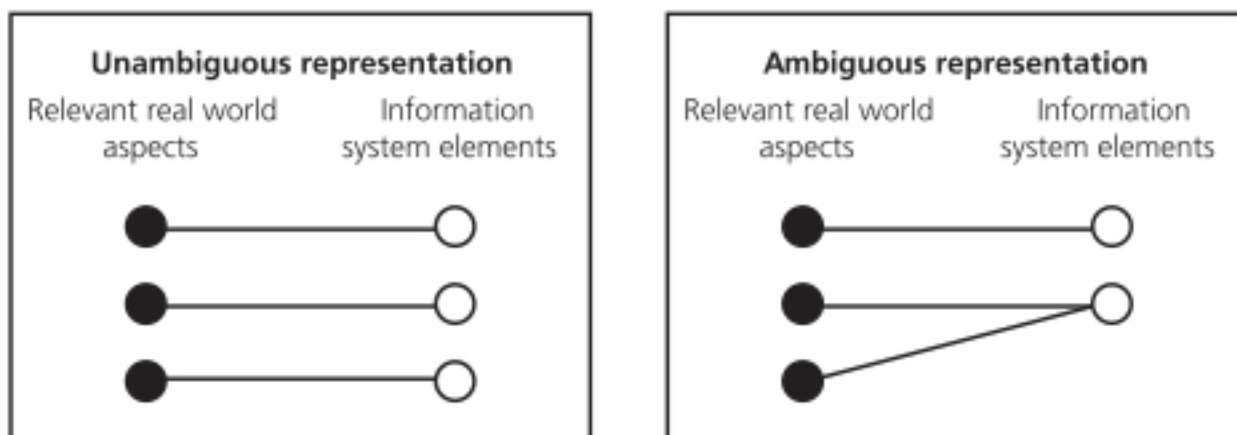 Unambiguous representation
Relevant real world
aspects
Information
system elements
Ambiguous representation
Relevant real world
aspects
Information
system elements